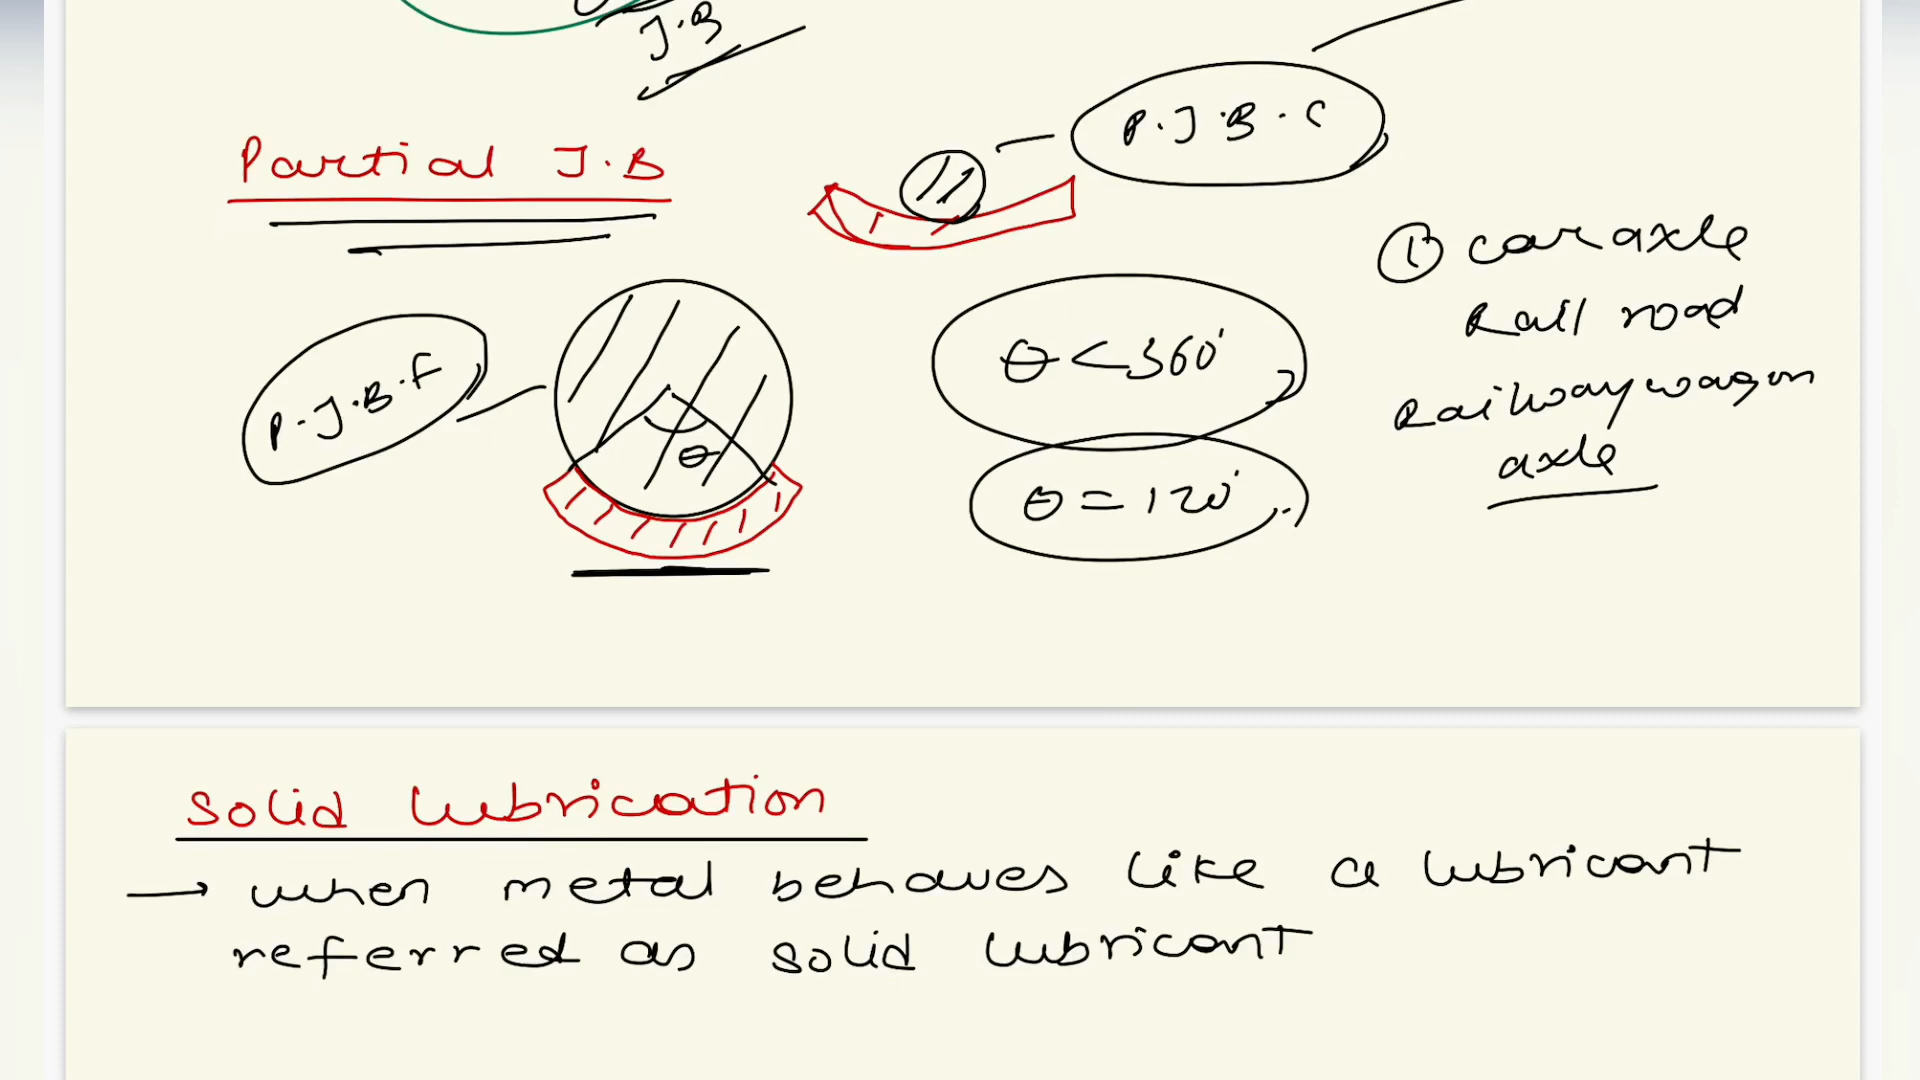 J.B
P.J.B.C
Partial J.B
① car axle
Rail road
Railway wagon
axle
θ < 360°
P.J.B.F
θ
θ = 120°
Solid lubrication
→ when metal behaves like a lubricant
referred as solid lubricant